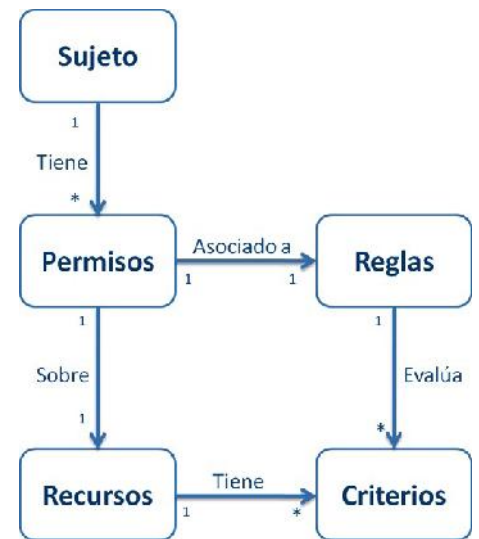 Sujeto
1
Tiene
*
Permisos
Asociado a
1
1
Reglas
1
Sobre
1
1
Evalúa
*
Recursos
Tiene
1
*
Criterios